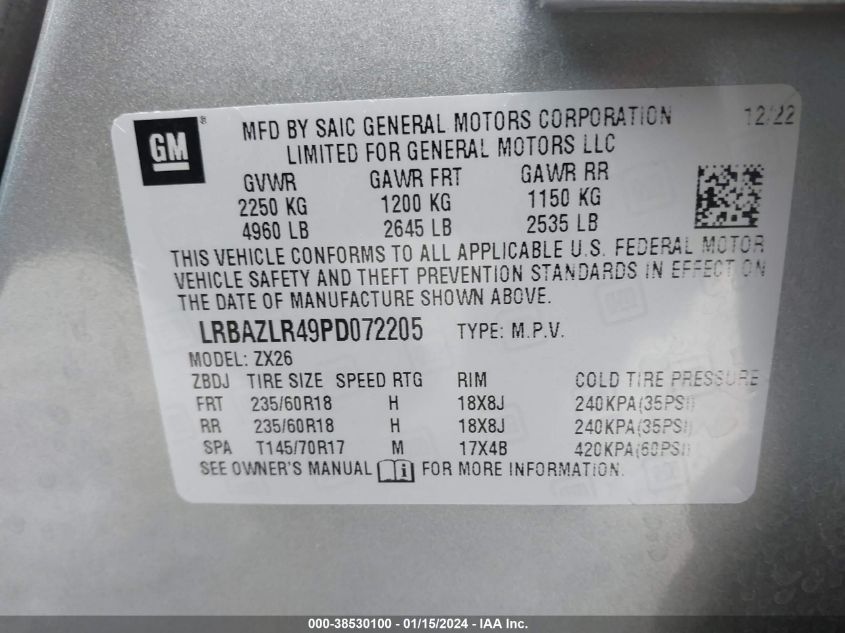 GM ® MFD BY SAIC GENERAL MOTORS CORPORATION 12/22
LIMITED FOR GENERAL MOTORS LLC
GVWR GAWR FRT GAWR RR
2250 KG 1200 KG 1150 KG
4960 LB 2645 LB 2535 LB
THIS VEHICLE CONFORMS TO ALL APPLICABLE U.S. FEDERAL MOTOR
VEHICLE SAFETY AND THEFT PREVENTION STANDARDS IN EFFECT ON
THE DATE OF MANUFACTURE SHOWN ABOVE.
LRBAZLR49PD072205 TYPE: M.P.V.
MODEL: ZX26
ZBDJ TIRE SIZE SPEED RTG RIM COLD TIRE PRESSURE
FRT 235/60R18 H 18X8J 240KPA(35PSI)
RR 235/60R18 H 18X8J 240KPA(35PSI)
SPA T145/70R17 M 17X4B 420KPA(60PSI)
SEE OWNER'S MANUAL i FOR MORE INFORMATION.
000-38530100 - 01/15/2024 - IAA Inc.